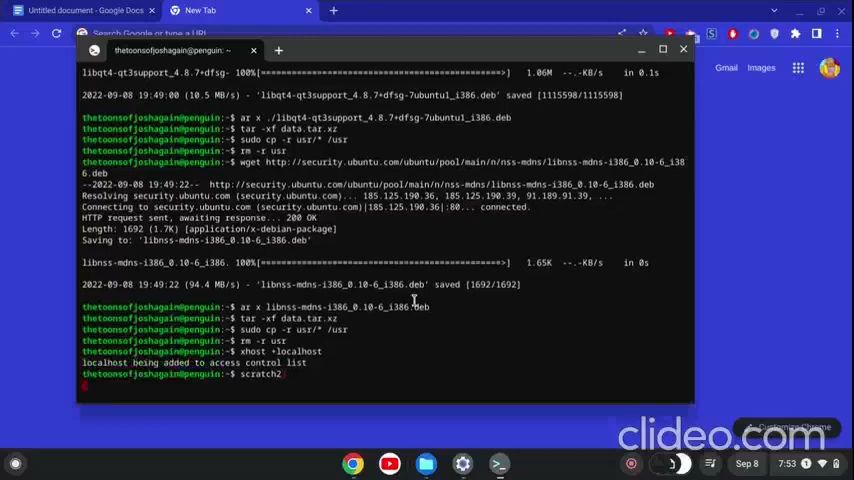 Untitled document - Google Docs
New Tab
Search Google or type a URL
Gmail Images
thetoonsofjoshagain@penguin: ~
libqt4-qt3support_4.8.7+dfsg- 100%[==================================================>] 1.06M --.-KB/s in 0.1s
2022-09-08 19:49:00 (10.5 MB/s) - 'libqt4-qt3support_4.8.7+dfsg-7ubuntu1_i386.deb' saved [1115598/1115598]
thetoonsofjoshagain@penguin:~$ ar x ./libqt4-qt3support_4.8.7+dfsg-7ubuntu1_i386.deb
thetoonsofjoshagain@penguin:~$ tar -xf data.tar.xz
thetoonsofjoshagain@penguin:~$ sudo cp -r usr/* /usr
thetoonsofjoshagain@penguin:~$ rm -r usr
thetoonsofjoshagain@penguin:~$ wget http://security.ubuntu.com/ubuntu/pool/main/n/nss-mdns/libnss-mdns-i386_0.10-6_i38
6.deb
--2022-09-08 19:49:22-- http://security.ubuntu.com/ubuntu/pool/main/n/nss-mdns/libnss-mdns-i386_0.10-6_i386.deb
Resolving security.ubuntu.com (security.ubuntu.com)... 185.125.190.36, 185.125.190.39, 91.189.91.39, ...
Connecting to security.ubuntu.com (security.ubuntu.com)|185.125.190.36|:80... connected.
HTTP request sent, awaiting response... 200 OK
Length: 1692 (1.7K) [application/x-debian-package]
Saving to: 'libnss-mdns-i386_0.10-6_i386.deb'
libnss-mdns-i386_0.10-6_i386. 100%[==================================================>] 1.65K --.-KB/s in 0s
2022-09-08 19:49:22 (94.4 MB/s) - 'libnss-mdns-i386_0.10-6_i386.deb' saved [1692/1692]
thetoonsofjoshagain@penguin:~$ ar x libnss-mdns-i386_0.10-6_i386.deb
thetoonsofjoshagain@penguin:~$ tar -xf data.tar.xz
thetoonsofjoshagain@penguin:~$ sudo cp -r usr/* /usr
thetoonsofjoshagain@penguin:~$ rm -r usr
thetoonsofjoshagain@penguin:~$ xhost +localhost
localhost being added to access control list
thetoonsofjoshagain@penguin:~$ scratch2
Customize Chrome
clideo.com
Sep 8 7:53